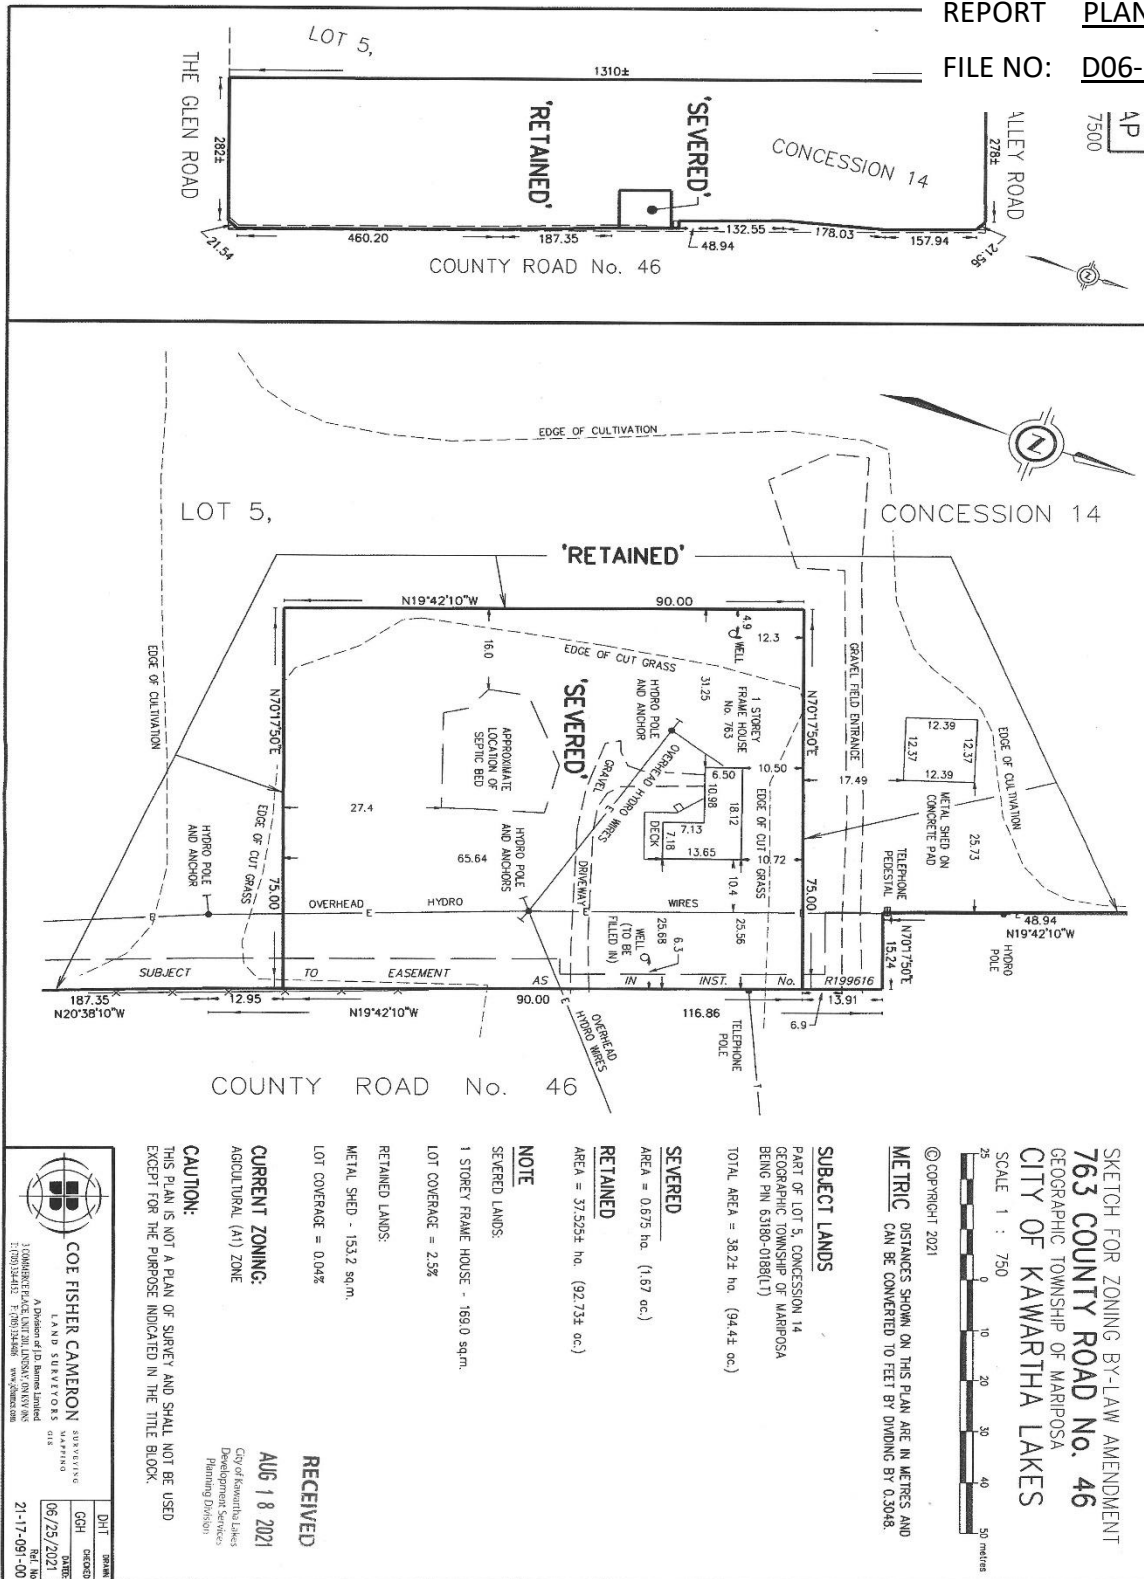 REPORT PLAN
FILE NO: D06-
AP
7500
LOT 5,
1310±
THE GLEN ROAD
282±
'RETAINED'
'SEVERED'
CONCESSION 14
278±
ALLEY ROAD
21.54
460.20
187.35
48.94
132.55
178.03
157.94
21.56
COUNTY ROAD No. 46
Z
EDGE OF CULTIVATION
Z
LOT 5,
CONCESSION 14
'RETAINED'
N19°42'10"W
90.00
4.9
WELL
12.3
16.0
EDGE OF CUT GRASS
31.25
EDGE OF CULTIVATION
N70°17'50"E
'SEVERED'
HYDRO POLE
AND ANCHOR
1 STOREY
FRAME HOUSE
No. 763
N70°17'50"E
GRAVEL FIELD ENTRANCE
12.39
12.37
12.37
12.39
EDGE OF CULTIVATION
APPROXIMATE
LOCATION OF
SEPTIC BED
GRAVEL
OVERHEAD HYDRO WIRES
E
10.50
6.50
10.98
18.12
17.49
METAL SHED ON
CONCRETE PAD
27.4
EDGE OF CUT GRASS
7.13
7.18
DECK
13.65
EDGE OF CUT GRASS
10.72
25.73
HYDRO POLE
AND ANCHOR
65.64
HYDRO POLE
AND ANCHORS
DRIVEWAY
10.4
75.00
75.00
TELEPHONE
PEDESTAL
E
OVERHEAD
E
HYDRO
E
WIRES
48.94
N19°42'10"W
HYDRO
POLE
WELL
(TO BE
FILLED IN)
25.68
6.3
25.56
N70°17'50"E
15.24
SUBJECT TO EASEMENT AS IN INST. No. R199616
187.35
12.95
90.00
13.91
N20°38'10"W
N19°42'10"W
116.86
6.9
E
OVERHEAD
HYDRO WIRES
TELEPHONE
POLE
T
COUNTY ROAD No. 46
SKETCH FOR ZONING BY-LAW AMENDMENT
763 COUNTY ROAD No. 46
GEOGRAPHIC TOWNSHIP OF MARIPOSA
CITY OF KAWARTHA LAKES
SCALE 1 : 750
25 0 10 20 30 40 50 metres
© COPYRIGHT 2021
METRIC DISTANCES SHOWN ON THIS PLAN ARE IN METRES AND
CAN BE CONVERTED TO FEET BY DIVIDING BY 0.3048.
SUBJECT LANDS
PART OF LOT 5, CONCESSION 14
GEOGRAPHIC TOWNSHIP OF MARIPOSA
BEING PIN 63180-0188(LT)
TOTAL AREA = 38.2± ha. (94.4± ac.)
SEVERED
AREA = 0.675 ha. (1.67 ac.)
RETAINED
AREA = 37.525± ha. (92.73± ac.)
NOTE
SEVERED LANDS:
1 STOREY FRAME HOUSE - 169.0 sq.m.
LOT COVERAGE = 2.5%
RETAINED LANDS:
METAL SHED - 153.2 sq.m.
LOT COVERAGE = 0.04%
CURRENT ZONING:
AGICULTURAL (A1) ZONE
CAUTION:
THIS PLAN IS NOT A PLAN OF SURVEY AND SHALL NOT BE USED
EXCEPT FOR THE PURPOSE INDICATED IN THE TITLE BLOCK.
RECEIVED
AUG 18 2021
City of Kawartha Lakes
Development Services
Planning Division
COE FISHER CAMERON
LAND SURVEYORS
SURVEYING
MAPPING
GIS
A Division of J.D. Barnes Limited
DRAWN
DHT
CHECKED
GGH
DATED:
06/25/2021
Ref. No.
21-17-091-00